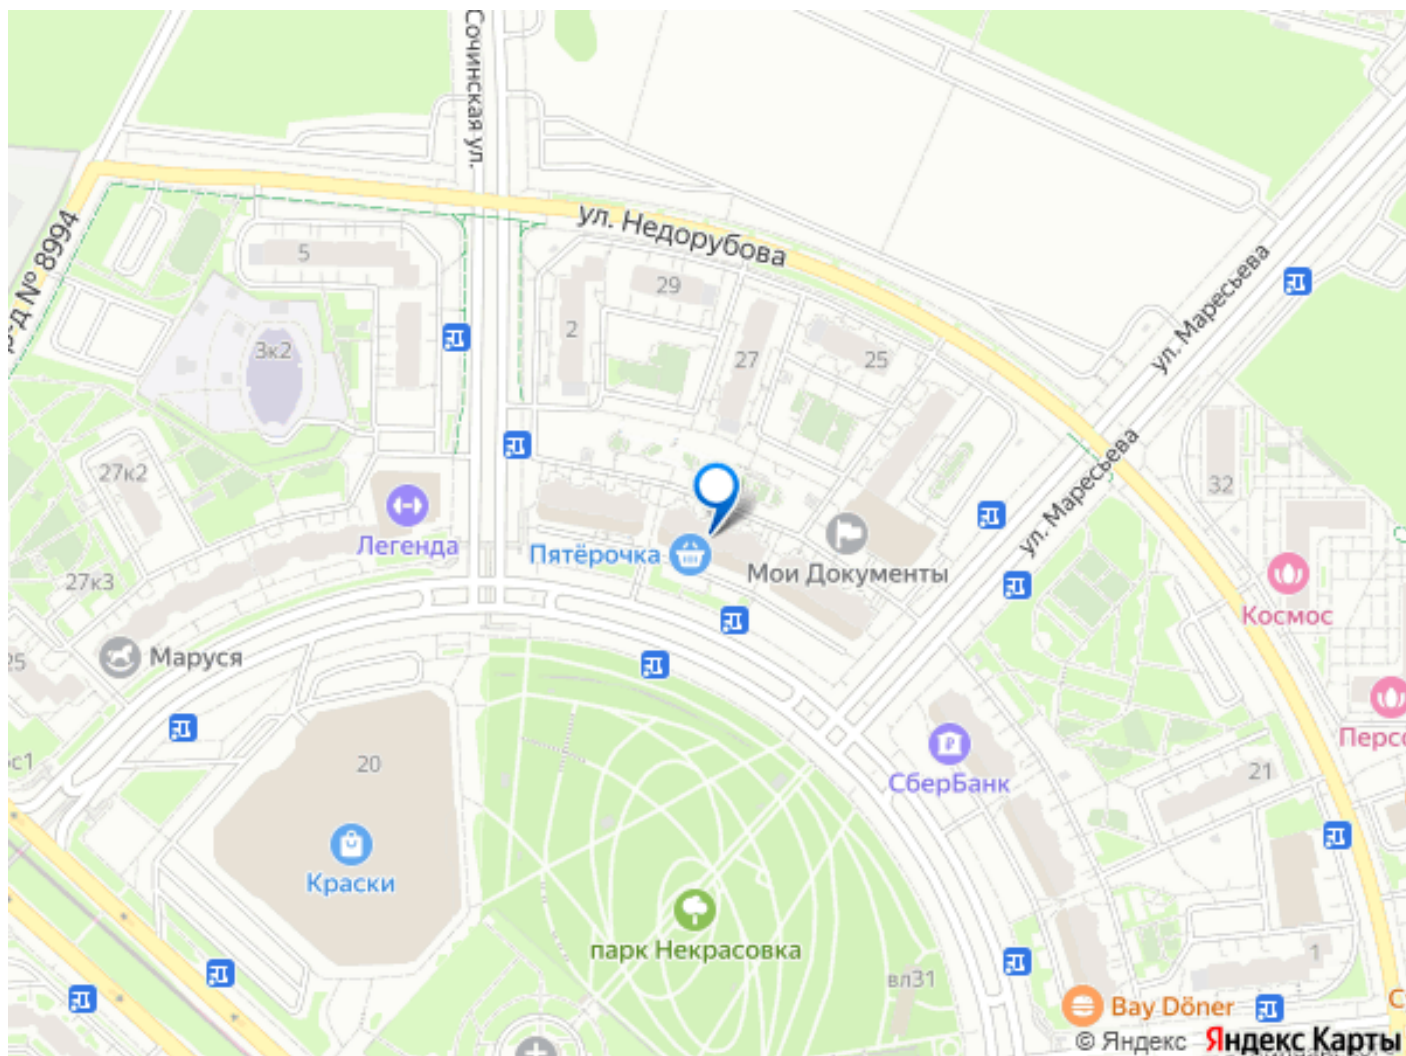 Сочинская ул.
ул. Недорубова
№ 8994
ул. Маресьева
5
29
2
3к2
27
25
ул. Маресьева
27к2
32
Легенда
Пятёрочка
Мои Документы
27к3
Космос
Маруся
25
с1
20
СберБанк
21
Краски
парк Некрасовка
вл31
1
Bay Döner
© Яндекс
Яндекс Карты